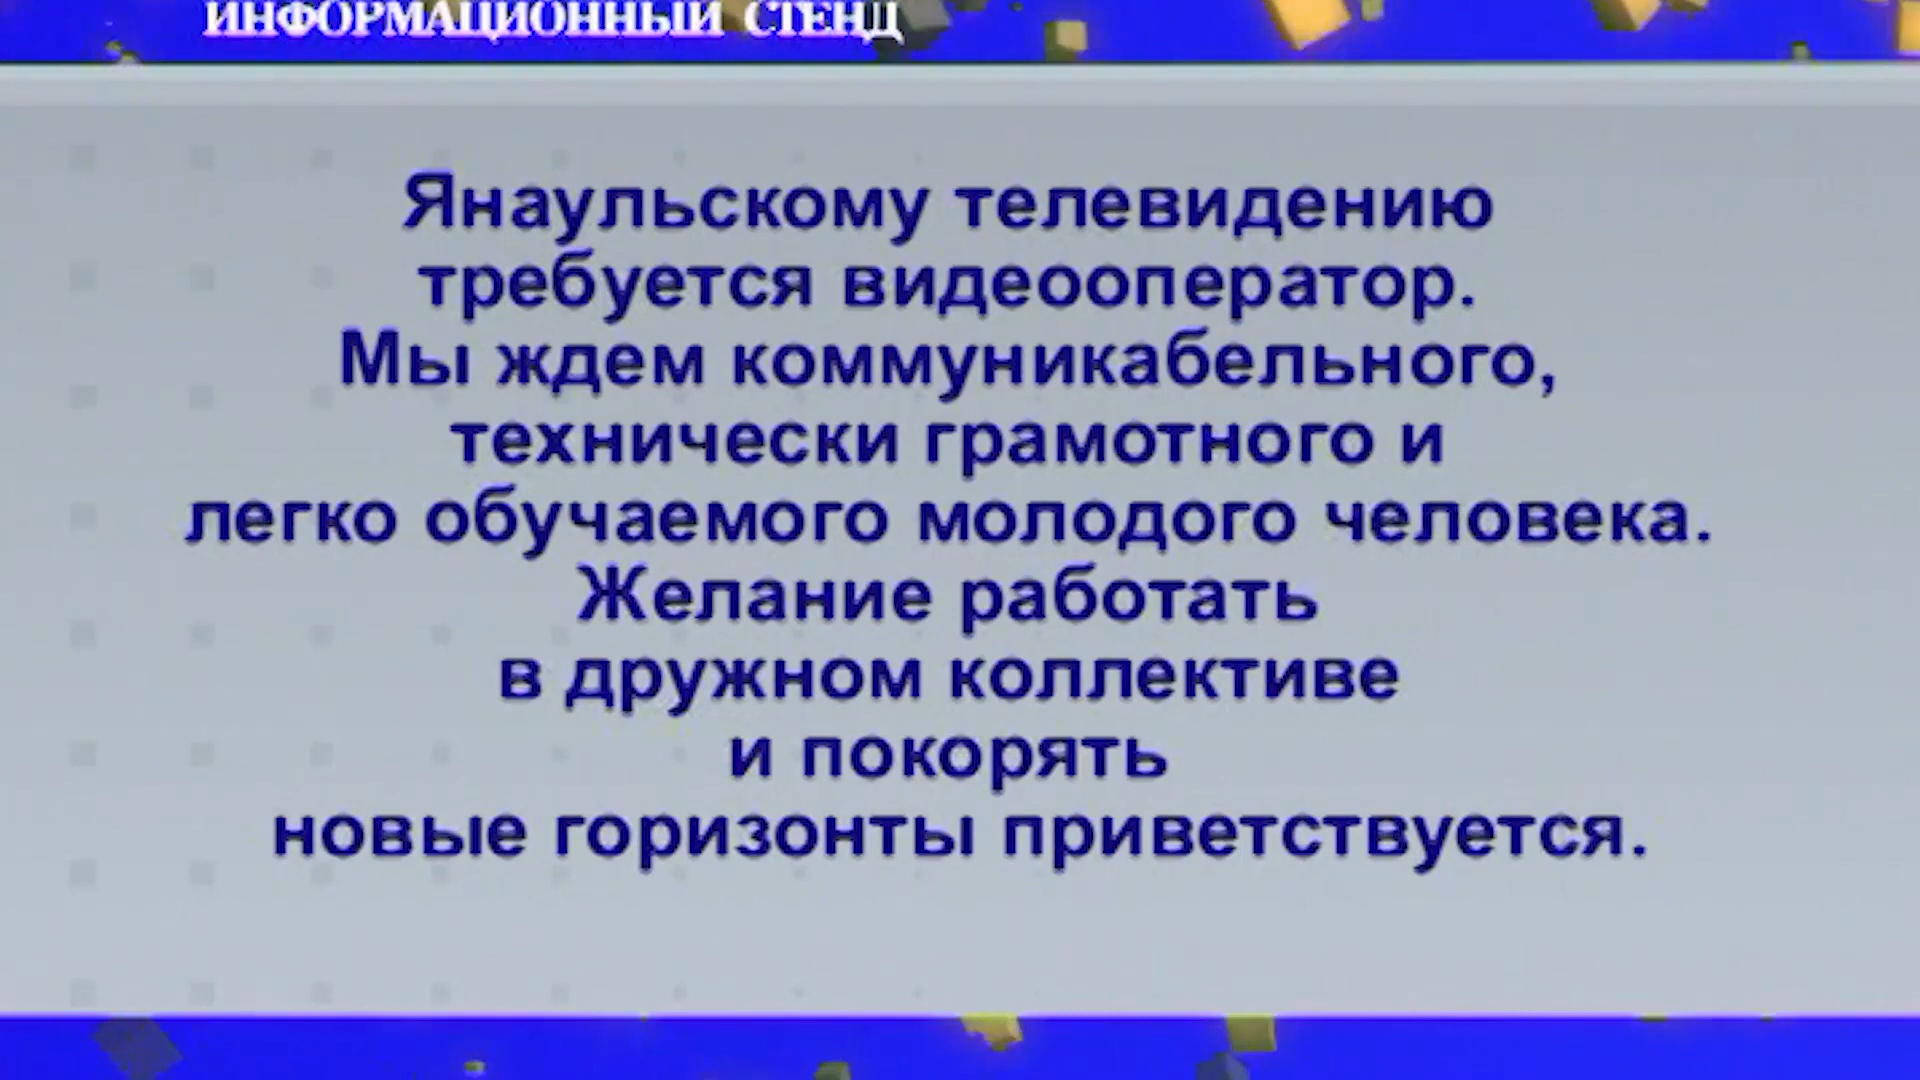 ИНФОРМАЦИОННЫЙ СТЕНД
Янаульскому телевидению
требуется видеооператор.
Мы ждем коммуникабельного,
технически грамотного и
легко обучаемого молодого человека.
Желание работать
в дружном коллективе
и покорять
новые горизонты приветствуется.